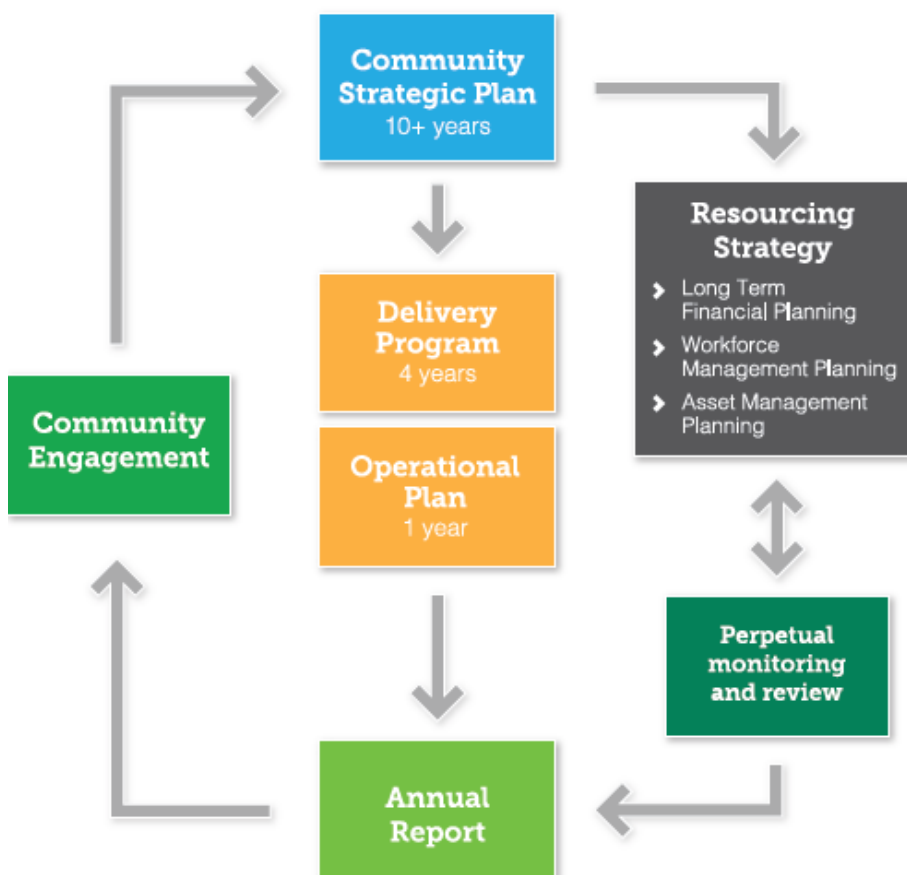 Community
Strategic Plan
10+ years
Resourcing
Strategy
Long Term
Financial Planning
Workforce
Management Planning
Asset Management
Planning
Delivery
Program
4 years
Community
Engagement
Operational
Plan
1 year
Perpetual
monitoring
and review
Annual
Report